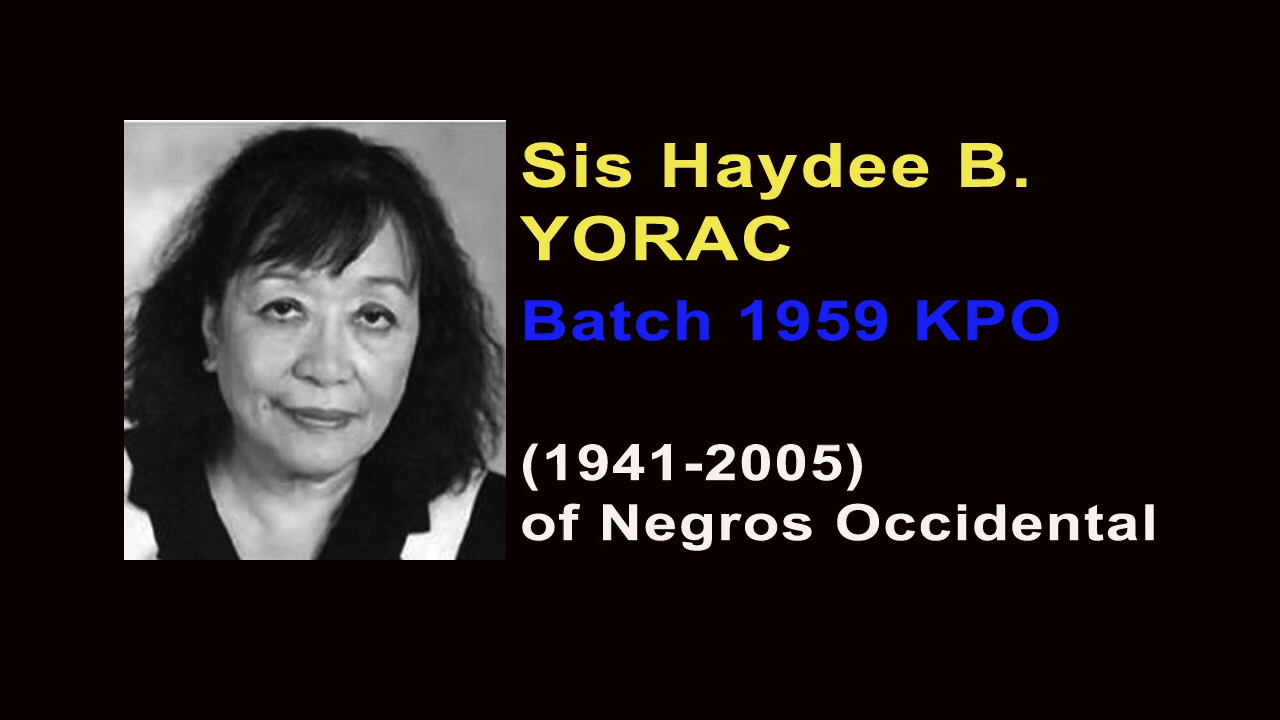 Sis Haydee B.
YORAC
Batch 1959 KPO
(1941-2005)
of Negros Occidental